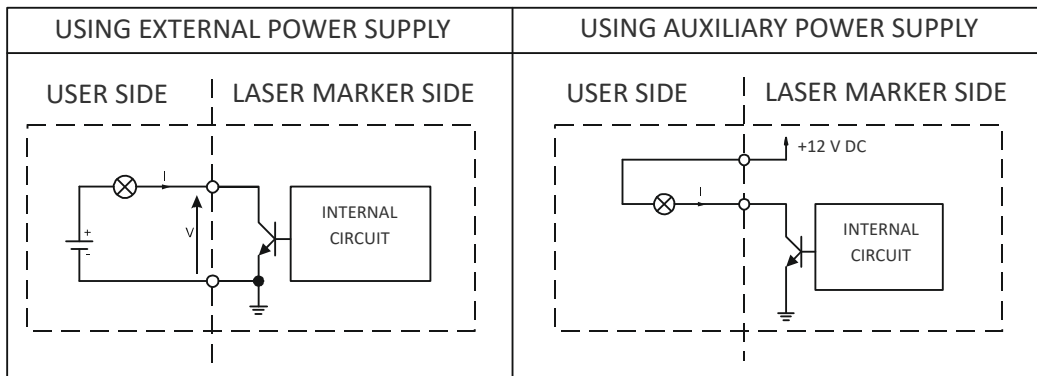 USING EXTERNAL POWER SUPPLY
USING AUXILIARY POWER SUPPLY
USER SIDE
LASER MARKER SIDE
I
V
+
-
INTERNAL
CIRCUIT
USER SIDE
LASER MARKER SIDE
+12 V DC
I
INTERNAL
CIRCUIT